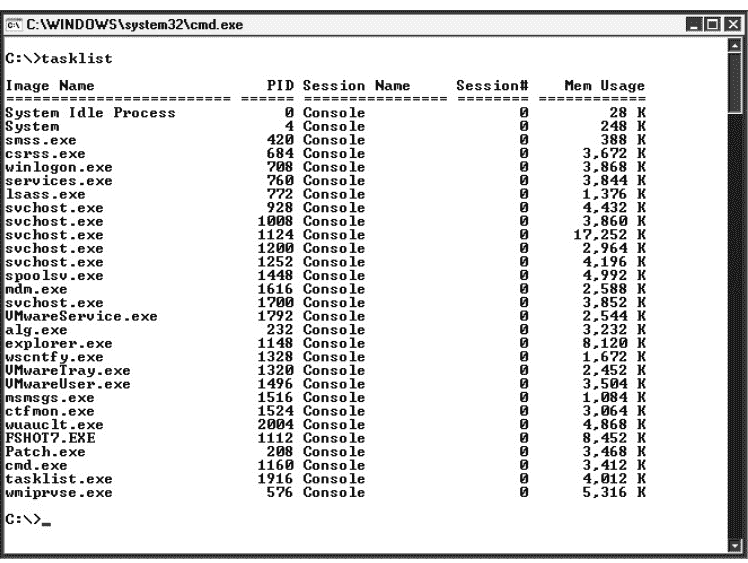 C:\WINDOWS\system32\cmd.exe
C:\>tasklist
Image Name PID Session Name Session# Mem Usage
========================= ====== ================ ======== ============
System Idle Process 0 Console 0 28 K
System 4 Console 0 248 K
smss.exe 420 Console 0 388 K
csrss.exe 684 Console 0 3,672 K
winlogon.exe 708 Console 0 3,868 K
services.exe 760 Console 0 3,844 K
lsass.exe 772 Console 0 1,376 K
svchost.exe 928 Console 0 4,432 K
svchost.exe 1008 Console 0 3,860 K
svchost.exe 1124 Console 0 17,252 K
svchost.exe 1200 Console 0 2,964 K
svchost.exe 1252 Console 0 4,196 K
spoolsv.exe 1448 Console 0 4,992 K
mdm.exe 1616 Console 0 2,588 K
svchost.exe 1700 Console 0 3,852 K
VMwareService.exe 1792 Console 0 2,544 K
alg.exe 232 Console 0 3,232 K
explorer.exe 1148 Console 0 8,120 K
wscntfy.exe 1328 Console 0 1,672 K
VMwareTray.exe 1320 Console 0 2,452 K
VMwareUser.exe 1496 Console 0 3,504 K
msmsgs.exe 1516 Console 0 1,084 K
ctfmon.exe 1524 Console 0 3,064 K
wuauclt.exe 2004 Console 0 4,868 K
FSHOT7.EXE 1112 Console 0 8,452 K
Patch.exe 208 Console 0 3,468 K
cmd.exe 1160 Console 0 3,412 K
tasklist.exe 1916 Console 0 4,012 K
wmiprvse.exe 576 Console 0 5,316 K
C:\>_